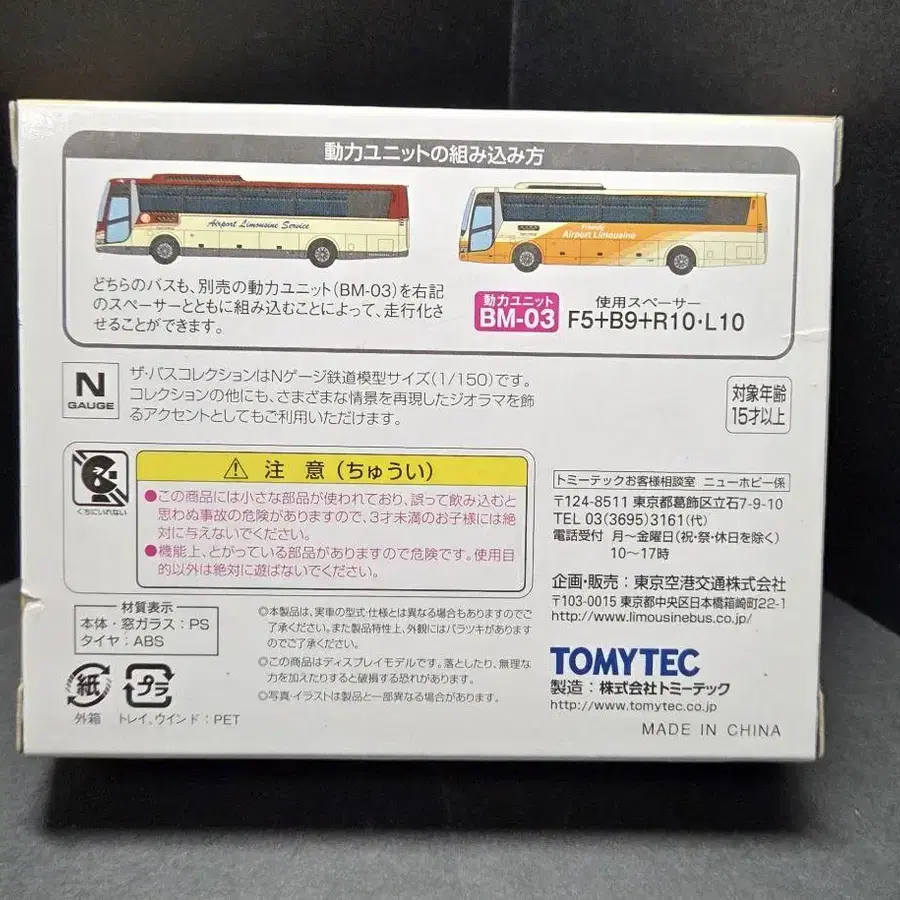 動力ユニットの組み込み方
Airport Limousine Service
Friendly
Airport Limousine
どちらのバスも、別売の動力ユニット(BM-03)を右記
のスペーサーとともに組み込むことによって、走行化さ
せることができます。
動力ユニット
BM-03
使用スペーサー
F5+B9+R10・L10
N
GAUGE
ザ・バスコレクションはNゲージ鉄道模型サイズ(1/150)です。
コレクションの他にも、さまざまな情景を再現したジオラマを飾
るアクセントとしてもご利用いただけます。
対象年齢
15才以上
くちにいれない
注 意 (ちゅうい)
●この商品には小さな部品が使われており、誤って飲み込むと
思わぬ事故の危険がありますので、3才未満のお子様には絶
対に与えないでください。
●機能上、とがっている部品がありますので危険です。使用目
的以外は絶対に遊ばないでください。
トミーテックお客様相談室 ニューホビー係
〒124-8511 東京都葛飾区立石7-9-10
TEL 03(3695)3161(代)
電話受付 月〜金曜日(祝・祭・休日を除く)
10〜17時
企画・販売：東京空港交通株式会社
〒103-0015 東京都中央区日本橋箱崎町22-1
http://www.limousinebus.co.jp/
材質表示
本体・窓ガラス：PS
タイヤ：ABS
◎本製品は、実車の型式・仕様とは異なる場合もありますのでご
了承ください。また製品特性上、外観にはバラツキがあります
のでご了承ください。
◎この商品はディスプレイモデルです。落としたり、無理な
力を加えたりすると破損する恐れがあります。
◎写真・イラストは製品と一部異なる場合があります。
紙
外箱
プラ
トレイ、ウインド：PET
TOMYTEC
製造：株式会社トミーテック
http://www.tomytec.co.jp
MADE IN CHINA